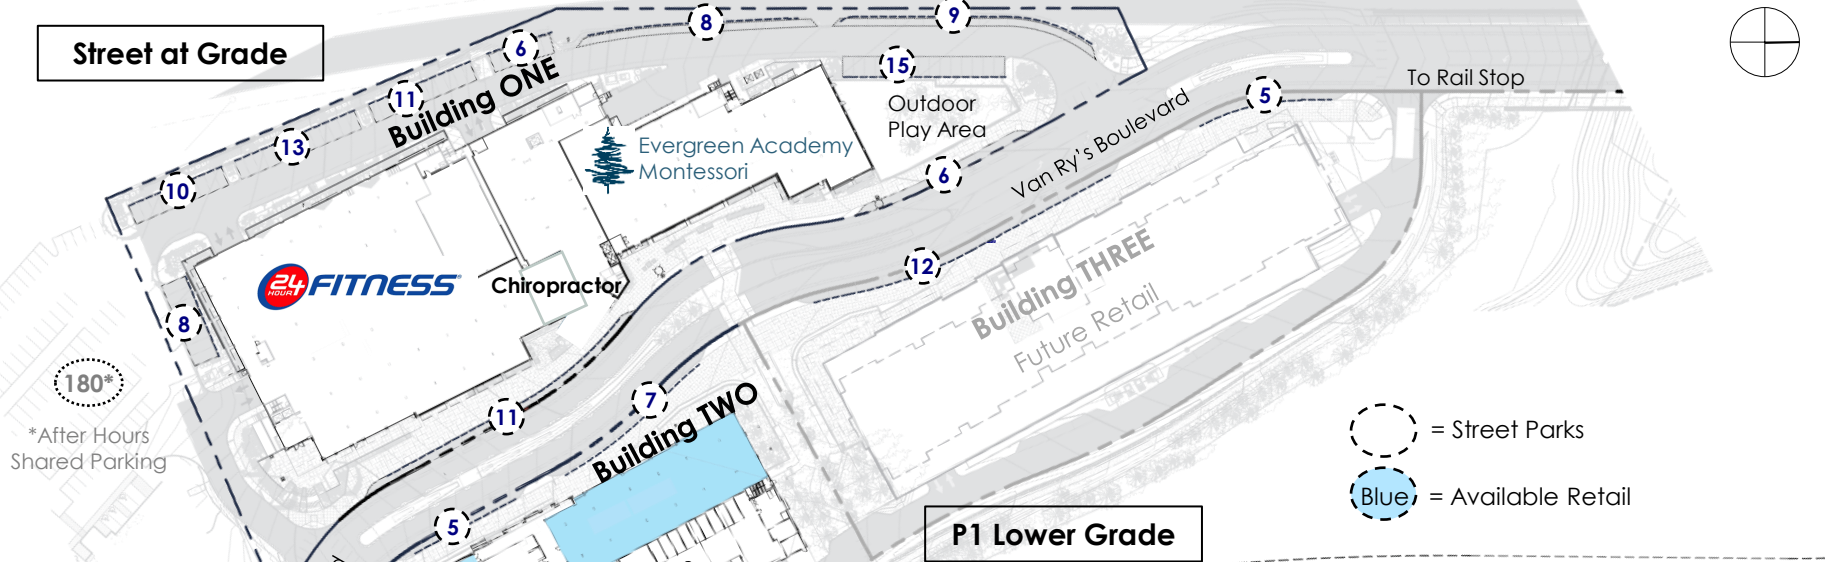 Street at Grade
8
9
6
15
11
13
10
Building ONE
Outdoor
Play Area
Evergreen Academy
Montessori
6
5
To Rail Stop
Van Ry's Boulevard
12
24
HOUR
FITNESS
Chiropractor
8
Building THREE
Future Retail
180*
*After Hours
Shared Parking
11
7
Building TWO
5
= Street Parks
Blue
= Available Retail
P1 Lower Grade